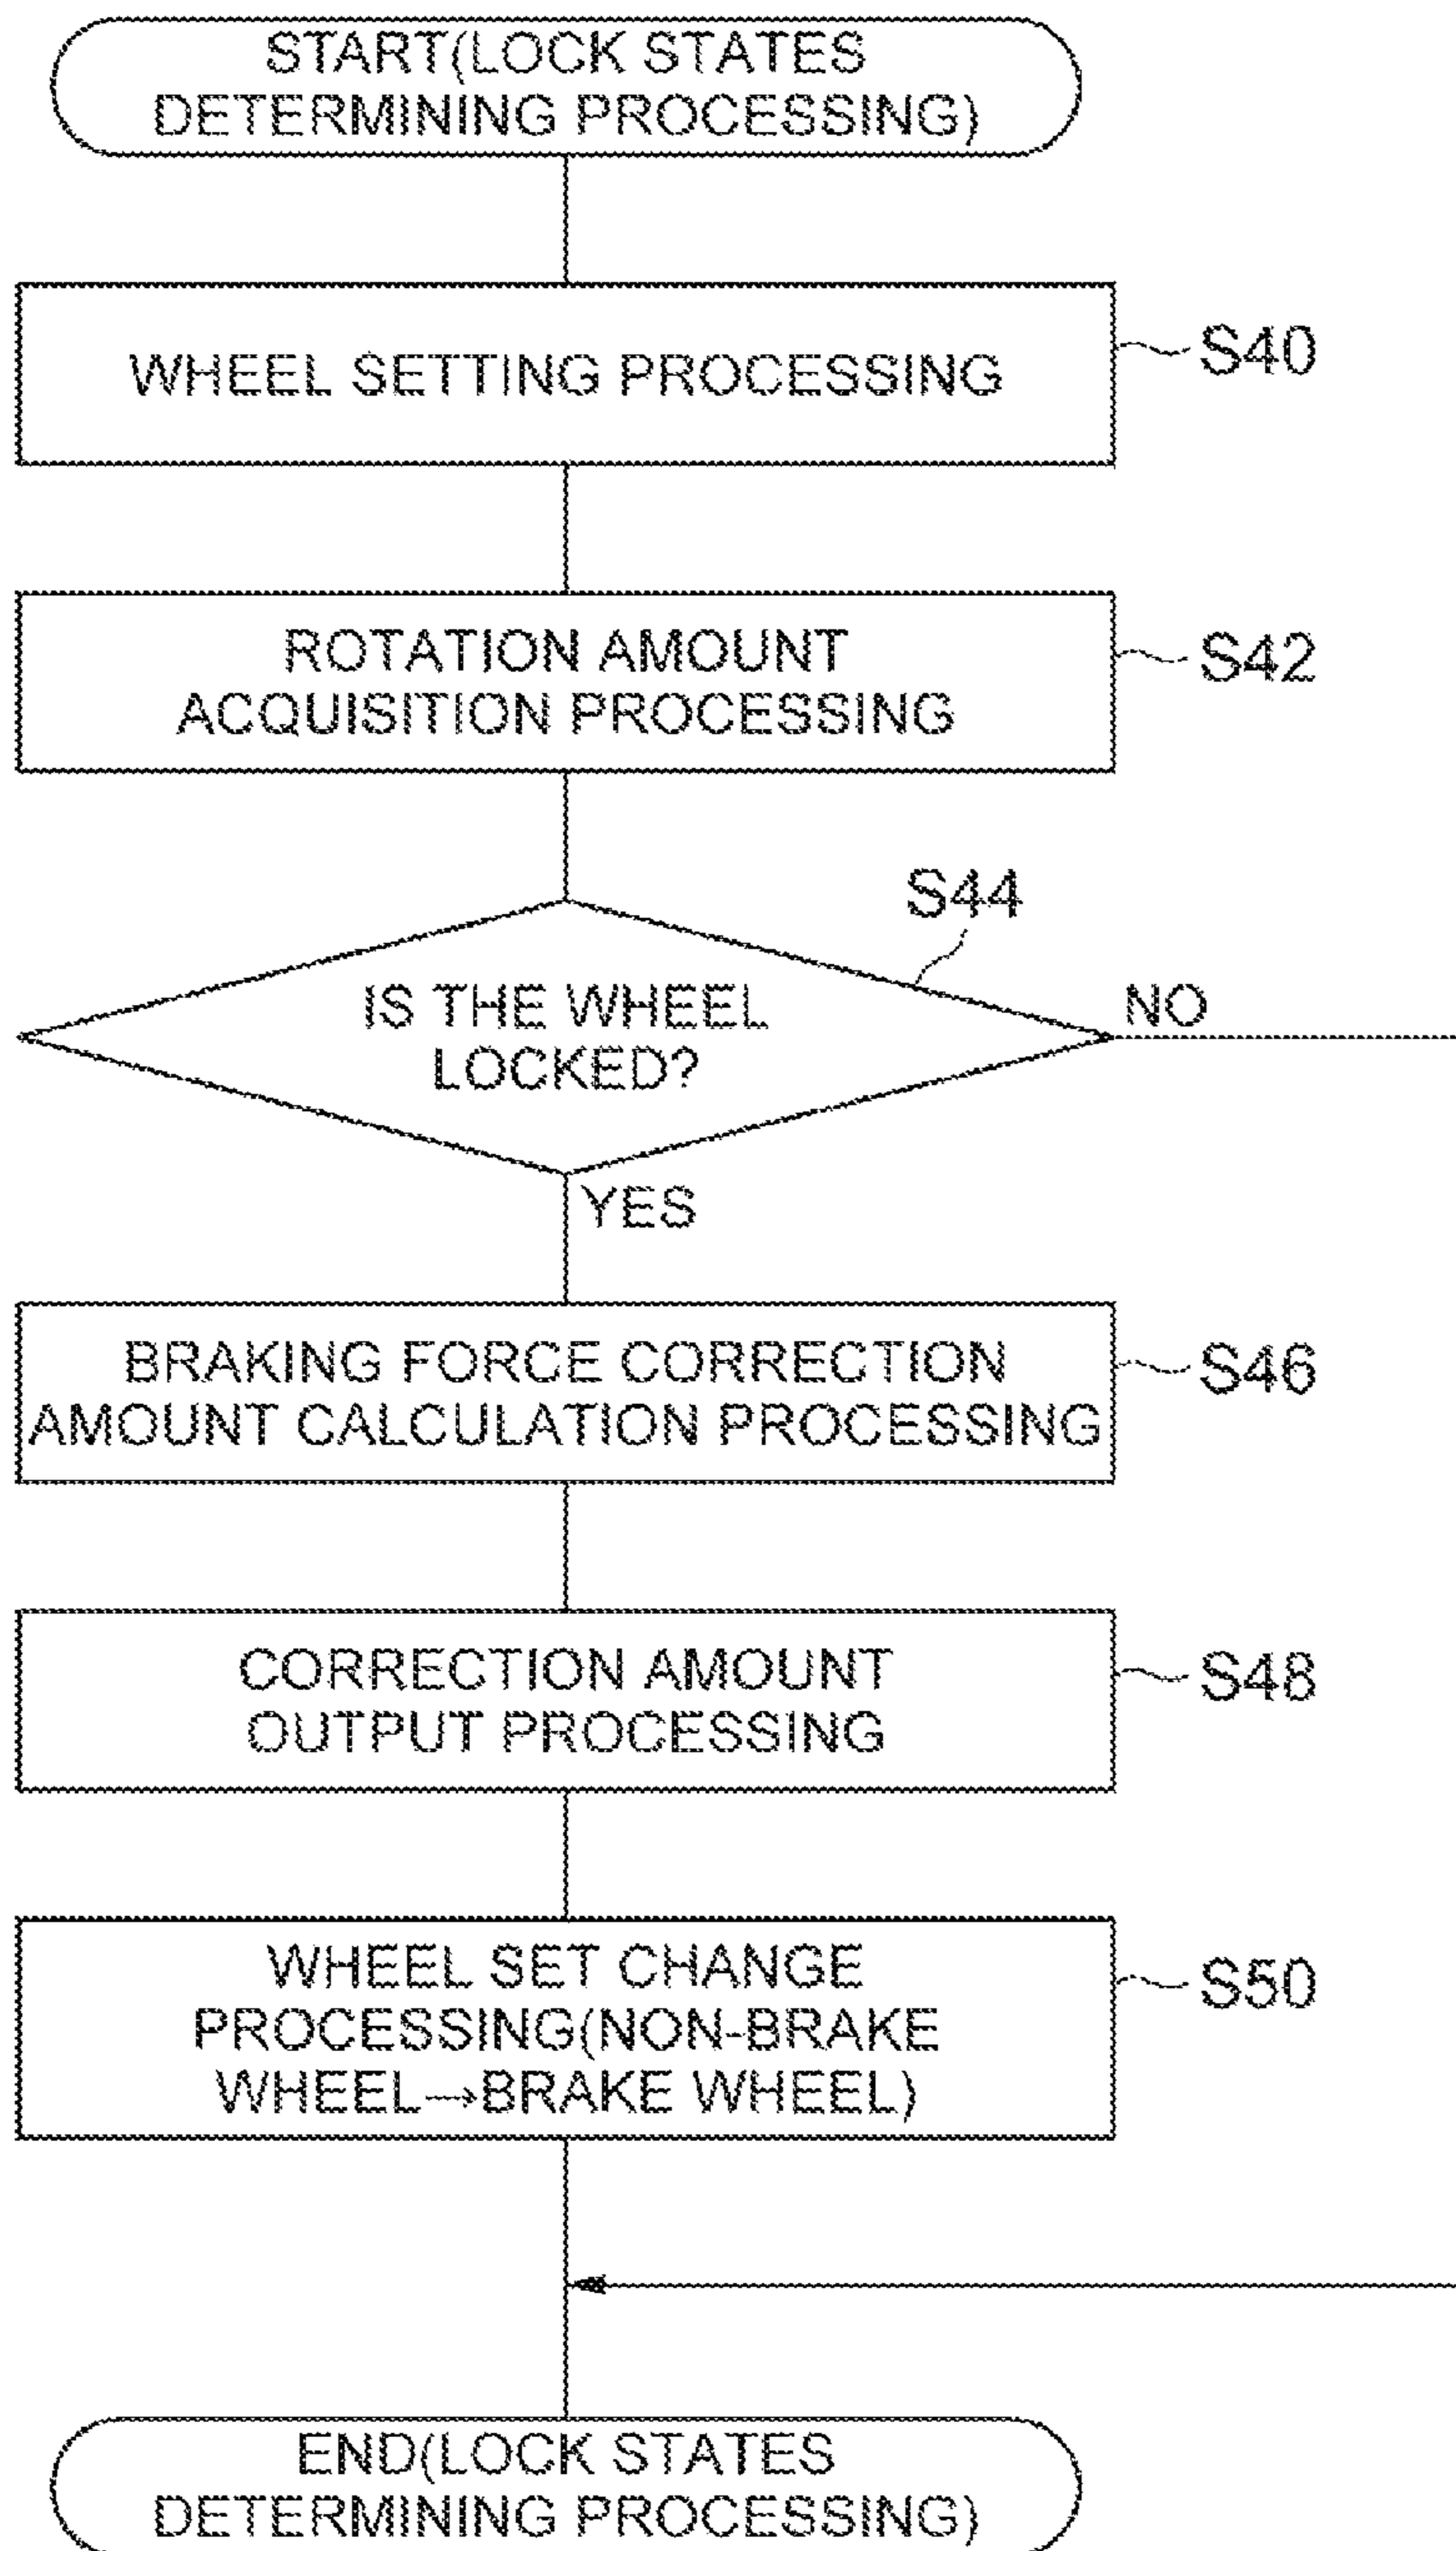 START(LOCK STATES
DETERMINING PROCESSING)
WHEEL SETTING PROCESSING
S40
ROTATION AMOUNT
ACQUISITION PROCESSING
S42
S44
IS THE WHEEL
LOCKED?
NO
YES
BRAKING FORCE CORRECTION
AMOUNT CALCULATION PROCESSING
S46
CORRECTION AMOUNT
OUTPUT PROCESSING
S48
WHEEL SET CHANGE
PROCESSING(NON-BRAKE
WHEEL→BRAKE WHEEL)
S50
END(LOCK STATES
DETERMINING PROCESSING)